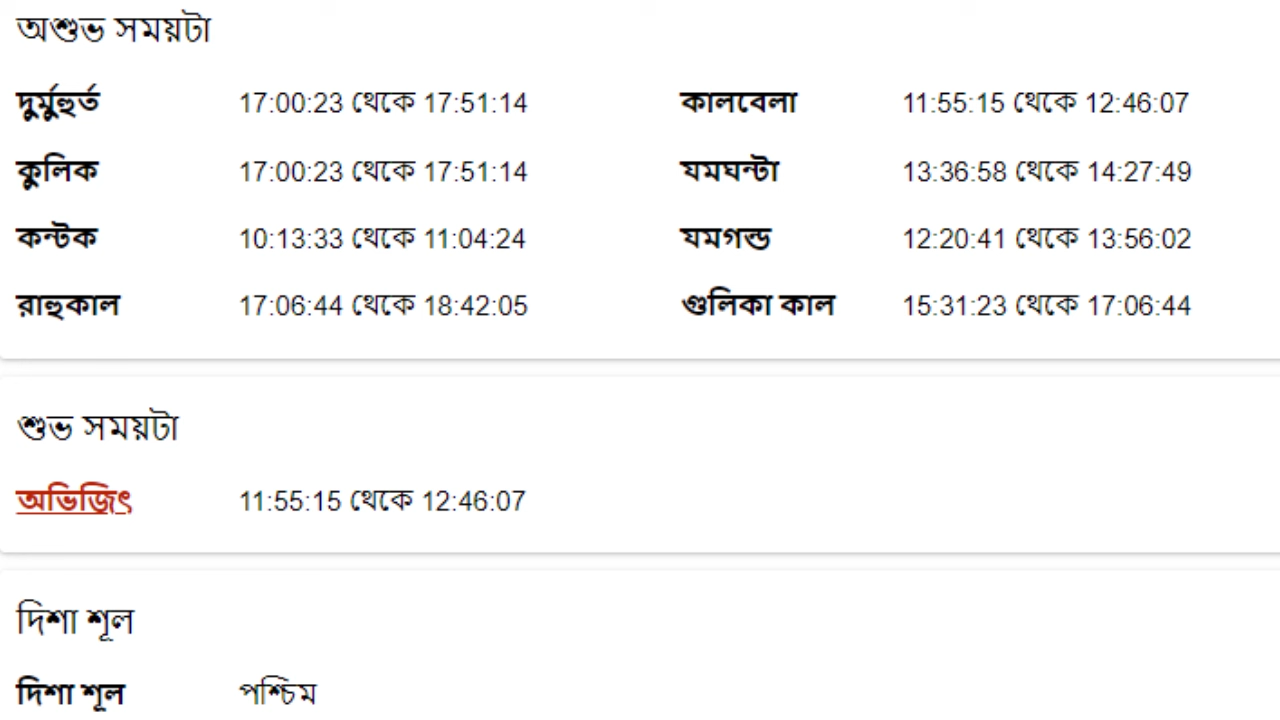 অশুভ সময়টা
দুর্মুহুর্ত 17:00:23 থেকে 17:51:14 কালবেলা 11:55:15 থেকে 12:46:07
কুলিক 17:00:23 থেকে 17:51:14 যমঘন্টা 13:36:58 থেকে 14:27:49
কন্টক 10:13:33 থেকে 11:04:24 যমগন্ড 12:20:41 থেকে 13:56:02
রাহুকাল 17:06:44 থেকে 18:42:05 গুলিকা কাল 15:31:23 থেকে 17:06:44
শুভ সময়টা
অভিজিৎ 11:55:15 থেকে 12:46:07
দিশা শূল
দিশা শূল পশ্চিম